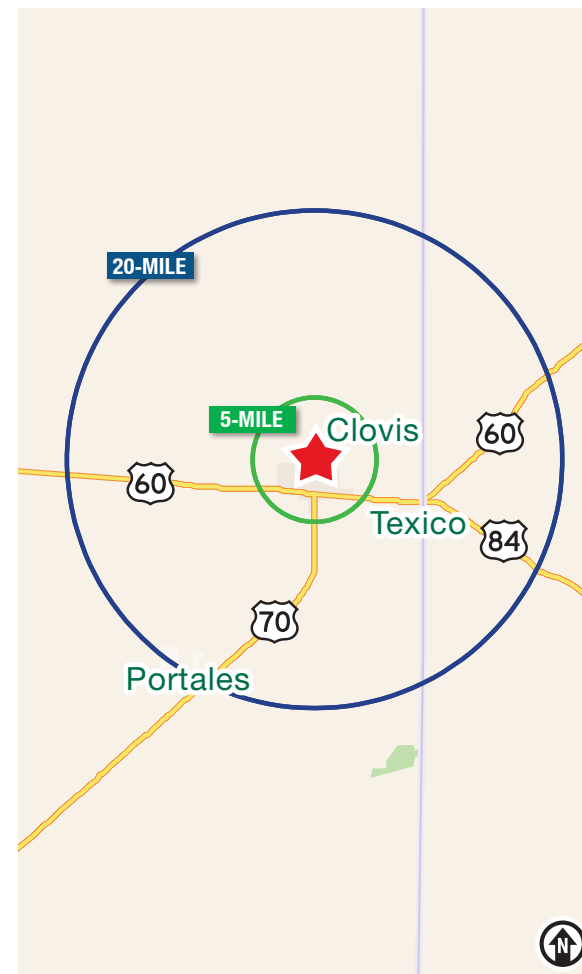 20-MILE
5-MILE
Clovis
60
60
Texico
84
70
Portales
N